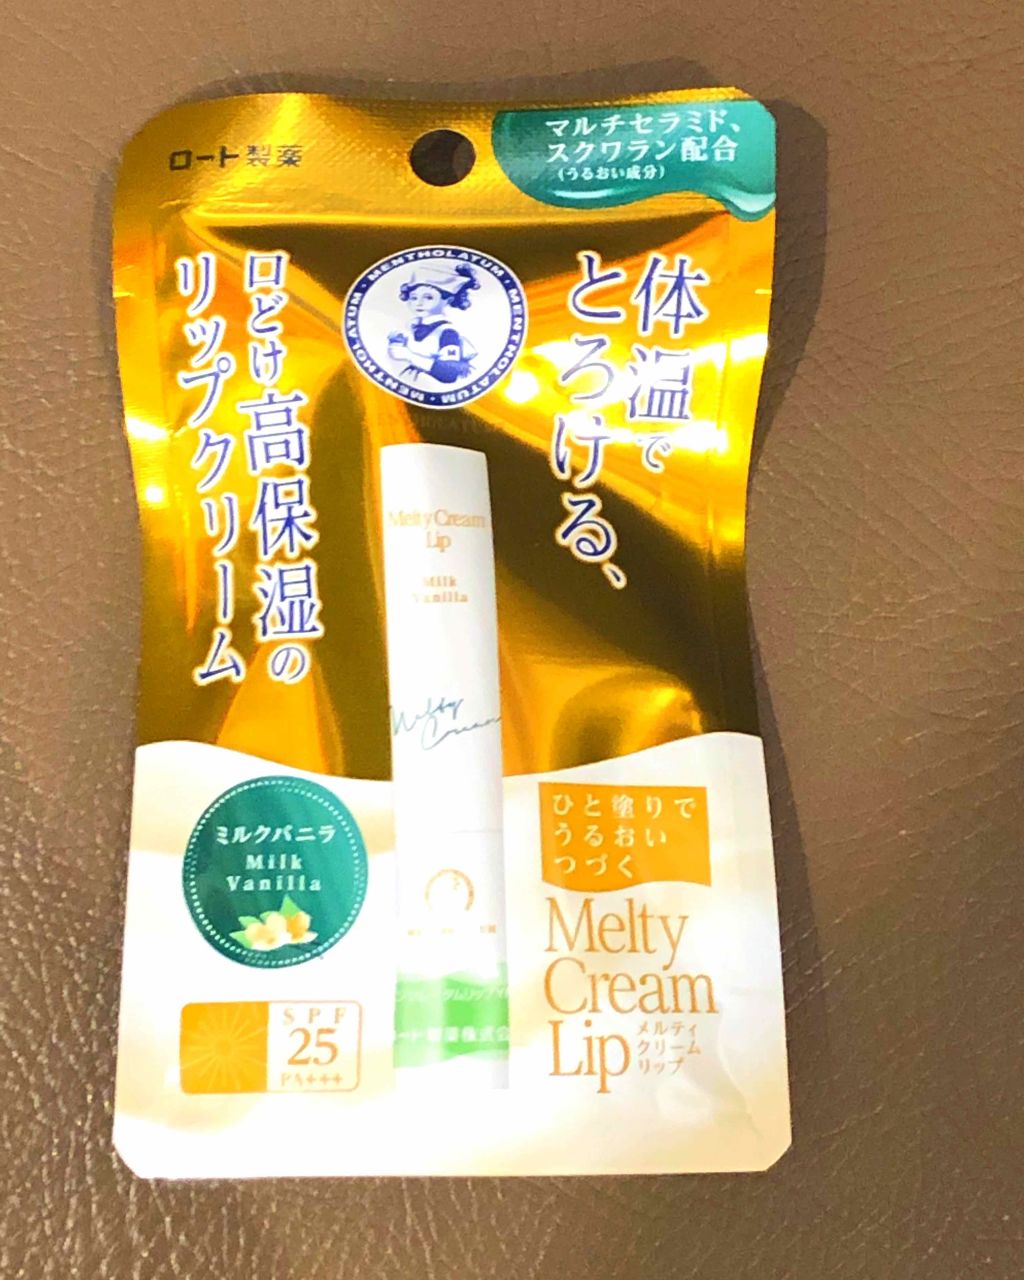 ロート製薬
マルチセラミド、
スクワラン配合
(うるおい成分)
MENTHOLATUM・MENTHOLATUM・MENTHOLATUM・
体温で
とろける、
口どけ高保湿の
リップクリーム
Melty Cream
Lip
Milk
Vanilla
Melty
Cream
ミルクバニラ
Milk
Vanilla
SPF
25
PA+++
ひと塗りで
うるおい
つづく
Melty
Cream
Lip
メルティ
クリーム
リップ